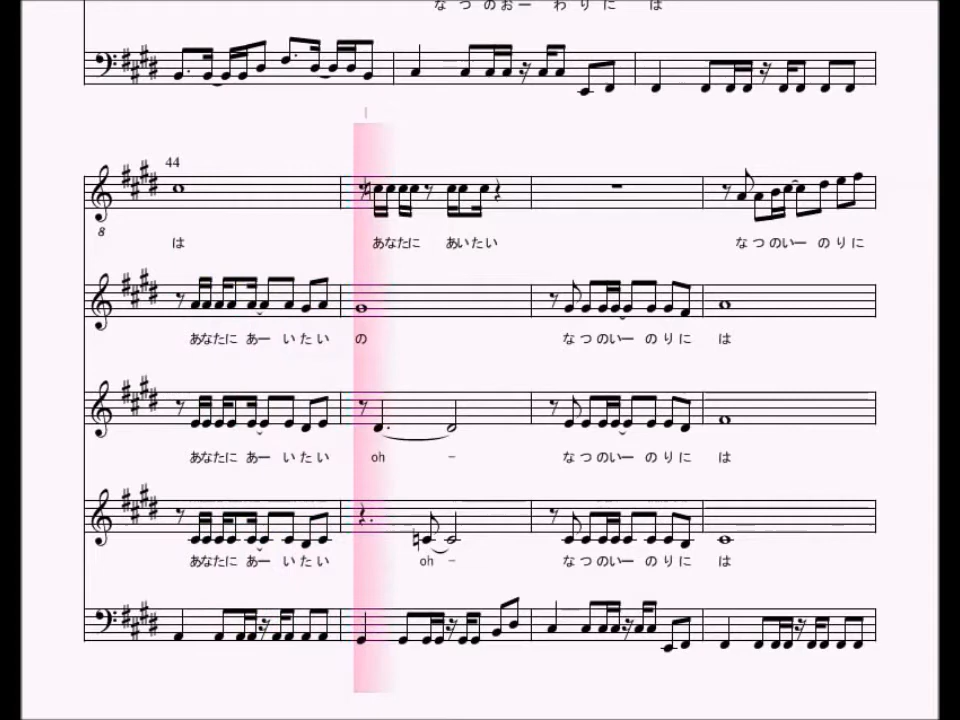 なつのおー わりに は
44
8
は あなたに あいたい なつのいー のりに
あなたに あー いたい の なつのいー のりに は
あなたに あー いたい oh - なつのいー のりに は
あなたに あー いたい oh - なつのいー のりに は